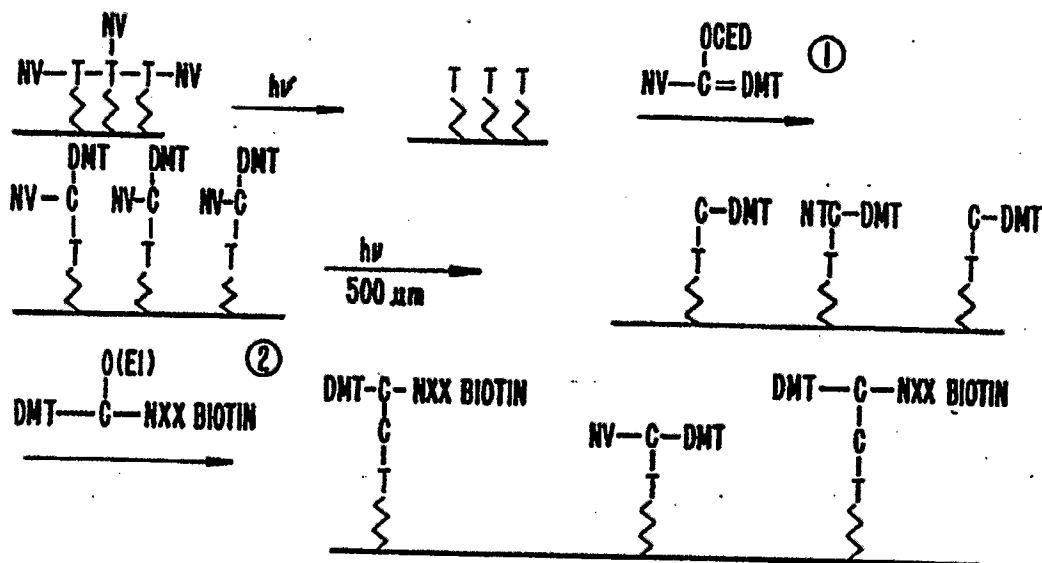 NV
NV—T—T—T—NV
hν
T T T
OCED
NV—C=DMT
①
DMT DMT DMT
NV—C NV—C NV—C
T T T
hν
500 µm
C—DMT NTC—DMT C—DMT
T T T
②
O(EI)
DMT—C—NXX BIOTIN
DMT—C—NXX BIOTIN
C
T
NV—C—DMT
T
DMT—C—NXX BIOTIN
C
T